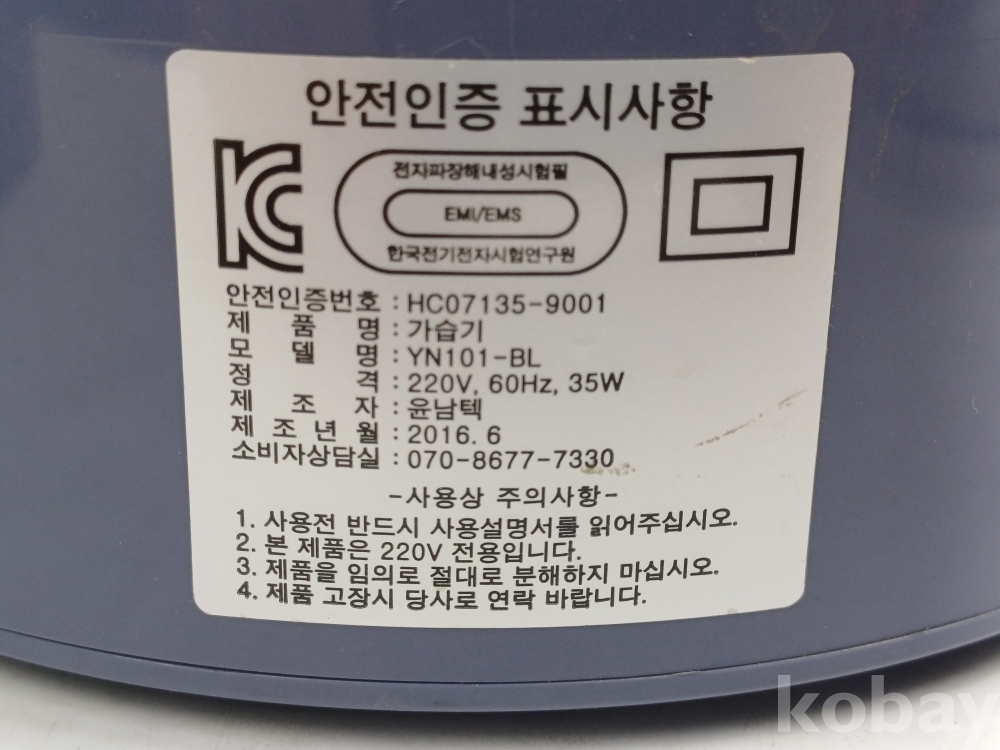 안전인증 표시사항
KC
전자파장해내성시험필
EMI/EMS
한국전기전자시험연구원
안전인증번호 : HC07135-9001
제 품 명 : 가습기
모 델 명 : YN101-BL
정 격 : 220V, 60Hz, 35W
제 조 자 : 윤남텍
제 조 년 월 : 2016. 6
소비자상담실 : 070-8677-7330
-사용상 주의사항-
1. 사용전 반드시 사용설명서를 읽어주십시오.
2. 본 제품은 220V 전용입니다.
3. 제품을 임의로 절대로 분해하지 마십시오.
4. 제품 고장시 당사로 연락 바랍니다.
kobay